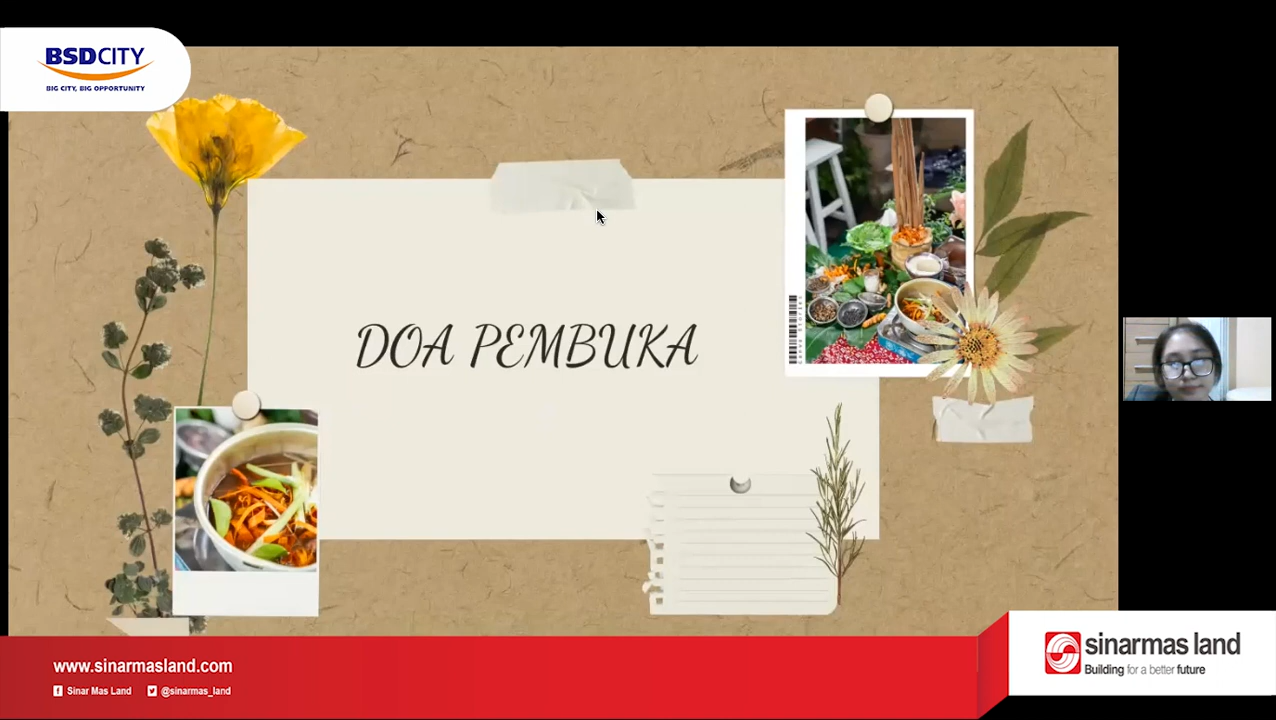 BSDCITY
BIG CITY, BIG OPPORTUNITY
DOA PEMBUKA
www.sinarmasland.com
Sinar Mas Land @sinarmas_land
sinarmas land
Building for a better future